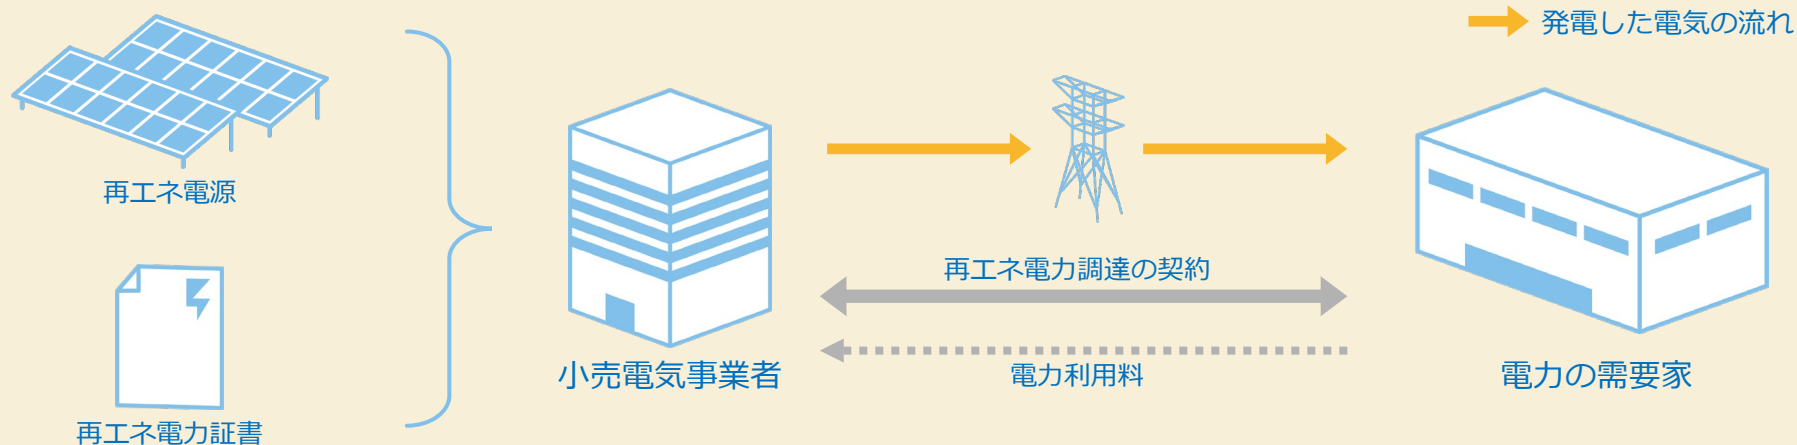 発電した電気の流れ
再エネ電源
再エネ電力証書
小売電気事業者
再エネ電力調達の契約
電力利用料
電力の需要家